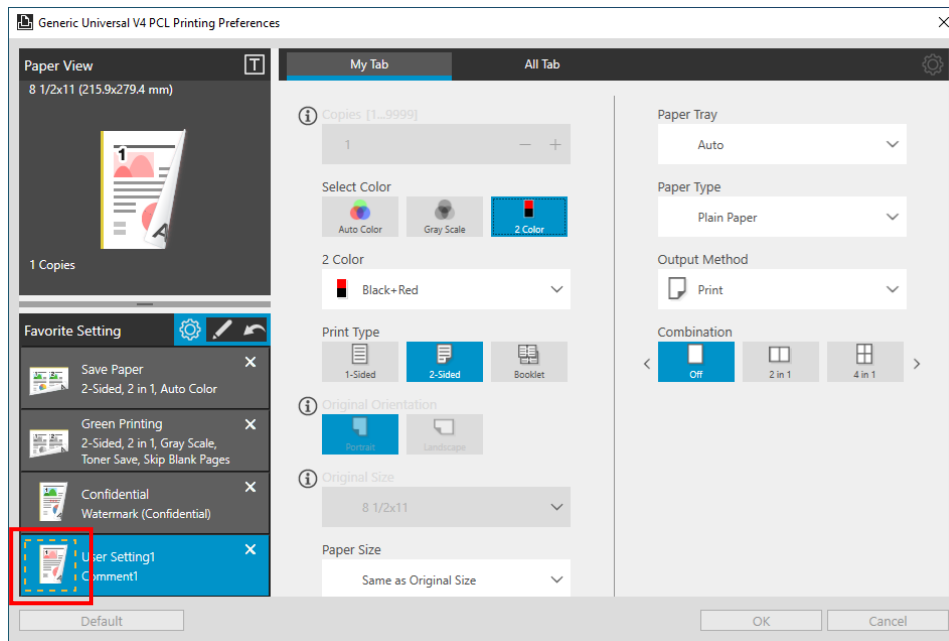 Generic Universal V4 PCL Printing Preferences
Paper View
T
8 1/2x11 (215.9x279.4 mm)
1
A
1 Copies
Favorite Setting
Save Paper
2-Sided, 2 in 1, Auto Color
Green Printing
2-Sided, 2 in 1, Gray Scale,
Toner Save, Skip Blank Pages
Confidential
Watermark (Confidential)
User Setting1
Comment1
My Tab
All Tab
Copies [1...9999]
1
Select Color
Auto Color
Gray Scale
2 Color
2 Color
Black+Red
Print Type
1-Sided
2-Sided
Booklet
Original Orientation
Portrait
Landscape
Original Size
8 1/2x11
Paper Size
Same as Original Size
Paper Tray
Auto
Paper Type
Plain Paper
Output Method
Print
Combination
Off
2 in 1
4 in 1
Default
OK
Cancel